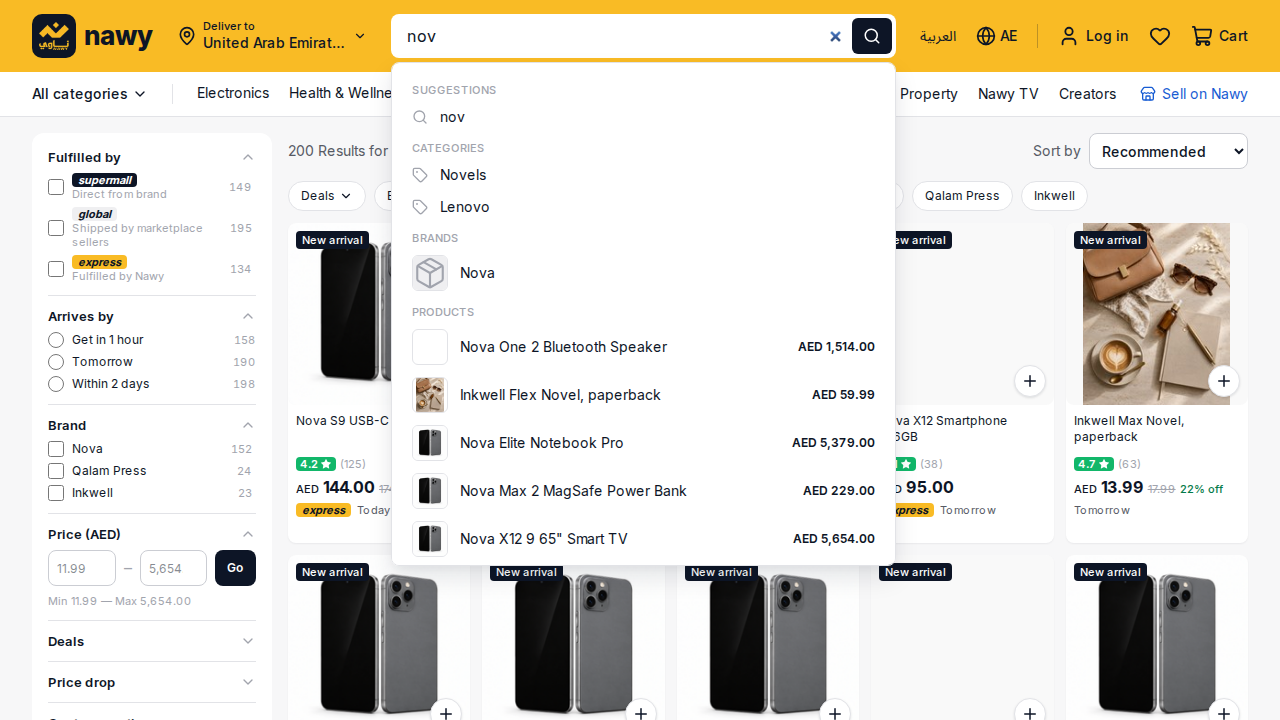 ناوي
NAWY
nawy
Deliver to
United Arab Emirat...
nov
العربية
AE
Log in
Cart
All categories
Electronics
Health & Wellne
Property
Nawy TV
Creators
Sell on Nawy
SUGGESTIONS
nov
CATEGORIES
Novels
Lenovo
BRANDS
Nova
PRODUCTS
Nova One 2 Bluetooth Speaker
AED 1,514.00
Inkwell Flex Novel, paperback
AED 59.99
Nova Elite Notebook Pro
AED 5,379.00
Nova Max 2 MagSafe Power Bank
AED 229.00
Nova X12 9 65" Smart TV
AED 5,654.00
Fulfilled by
supermall
Direct from brand
149
global
Shipped by marketplace
sellers
195
express
Fulfilled by Nawy
134
Arrives by
Get in 1 hour
158
Tomorrow
190
Within 2 days
198
Brand
Nova
152
Qalam Press
24
Inkwell
23
Price (AED)
11.99
—
5,654
Go
Min 11.99 — Max 5,654.00
Deals
Price drop
200 Results for
Sort by
Recommended
Deals
Qalam Press
Inkwell
New arrival
Nova S9 USB-C
4.2
(125)
AED 144.00
express
Today
New arrival
va X12 Smartphone
6GB
(38)
95.00
xpress
Tomorrow
New arrival
Inkwell Max Novel,
paperback
4.7
(63)
AED 13.99 17.99 22% off
Tomorrow
New arrival
New arrival
New arrival
New arrival
New arrival